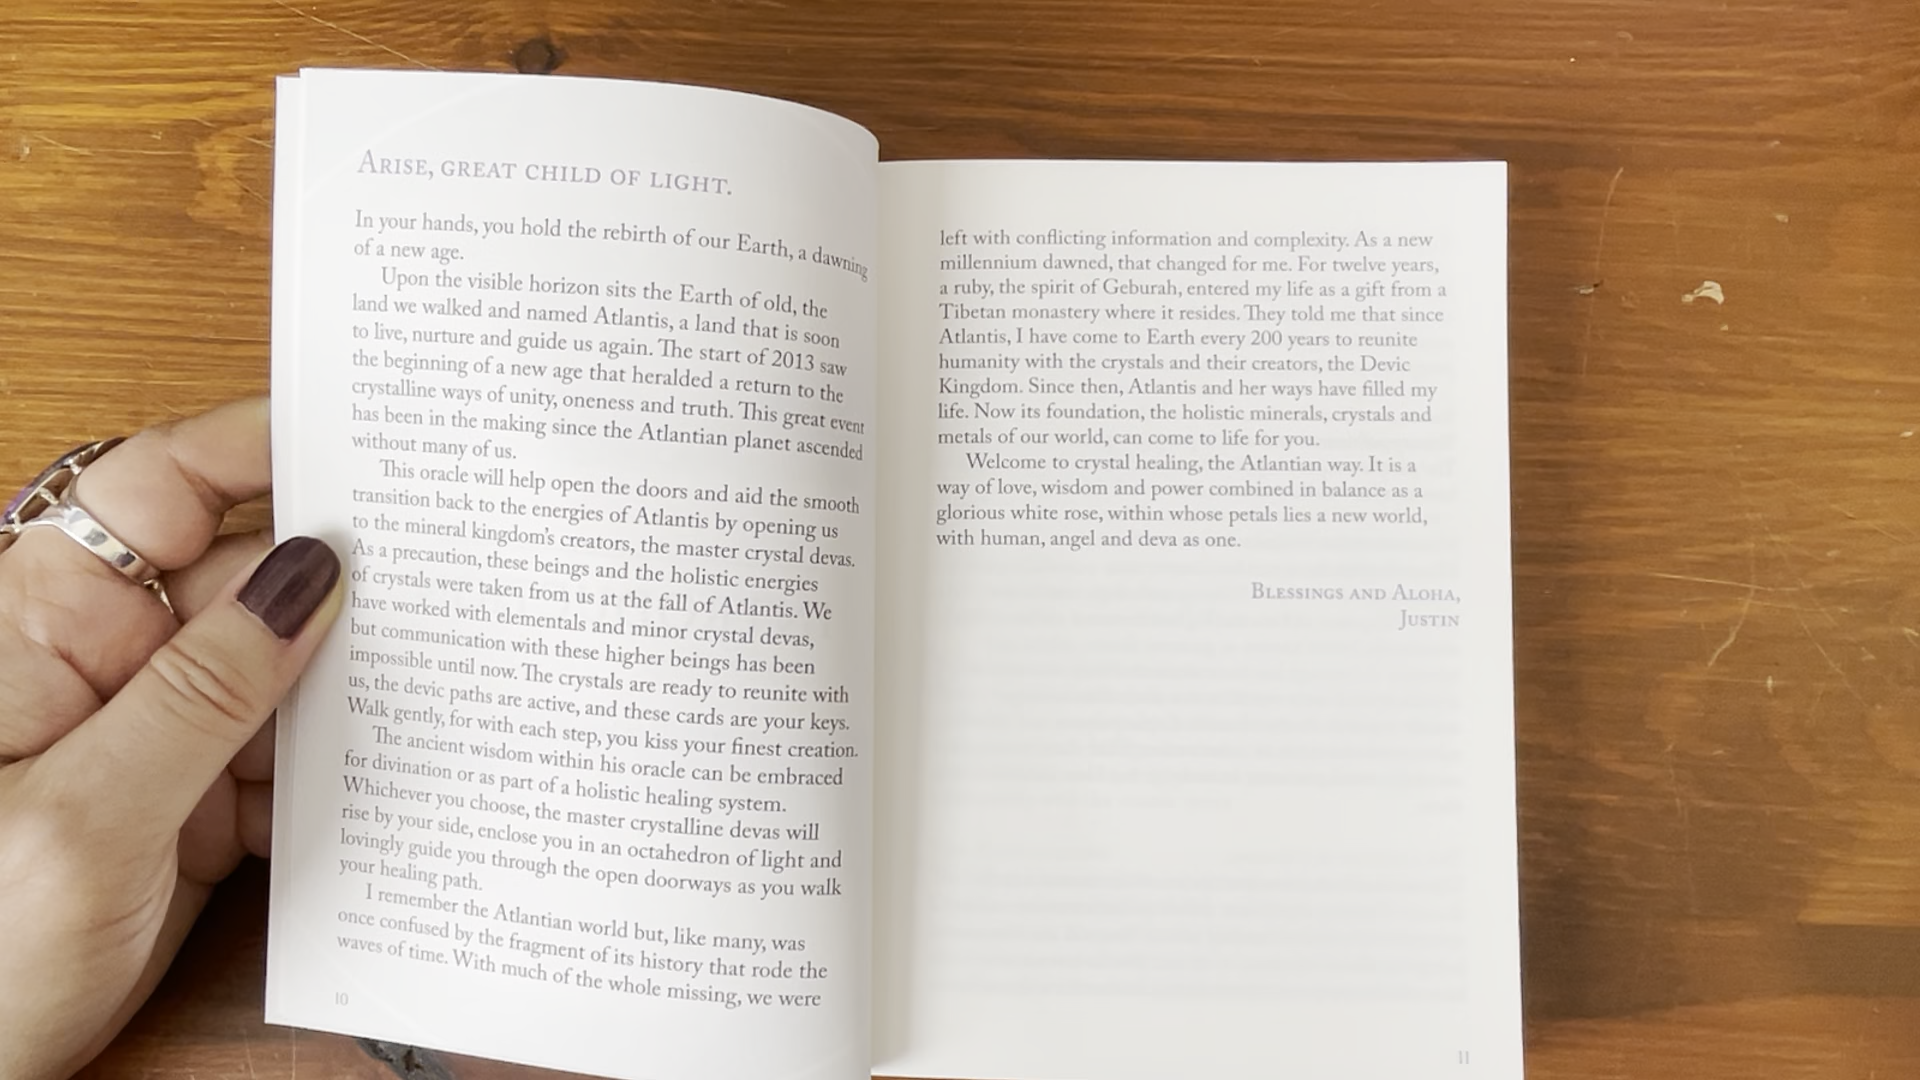 Arise, great child of light.
In your hands, you hold the rebirth of our Earth, a dawning
of a new age.
Upon the visible horizon sits the Earth of old, the
land we walked and named Atlantis, a land that is soon
to live, nurture and guide us again. The start of 2013 saw
the beginning of a new age that heralded a return to the
crystalline ways of unity, oneness and truth. This great event
has been in the making since the Atlantian planet ascended
without many of us.
This oracle will help open the doors and aid the smooth
transition back to the energies of Atlantis by opening us
to the mineral kingdom's creators, the master crystal devas.
As a precaution, these beings and the holistic energies
of crystals were taken from us at the fall of Atlantis. We
have worked with elementals and minor crystal devas,
but communication with these higher beings has been
impossible until now. The crystals are ready to reunite with
us, the devic paths are active, and these cards are your keys.
Walk gently, for with each step, you kiss your finest creation.
The ancient wisdom within his oracle can be embraced
for divination or as part of a holistic healing system.
Whichever you choose, the master crystalline devas will
rise by your side, enclose you in an octahedron of light and
lovingly guide you through the open doorways as you walk
your healing path.
I remember the Atlantian world but, like many, was
once confused by the fragment of its history that rode the
waves of time. With much of the whole missing, we were
10
left with conflicting information and complexity. As a new
millennium dawned, that changed for me. For twelve years,
a ruby, the spirit of Geburah, entered my life as a gift from a
Tibetan monastery where it resides. They told me that since
Atlantis, I have come to Earth every 200 years to reunite
humanity with the crystals and their creators, the Devic
Kingdom. Since then, Atlantis and her ways have filled my
life. Now its foundation, the holistic minerals, crystals and
metals of our world, can come to life for you.
Welcome to crystal healing, the Atlantian way. It is a
way of love, wisdom and power combined in balance as a
glorious white rose, within whose petals lies a new world,
with human, angel and deva as one.
Blessings and Aloha,
Justin
11